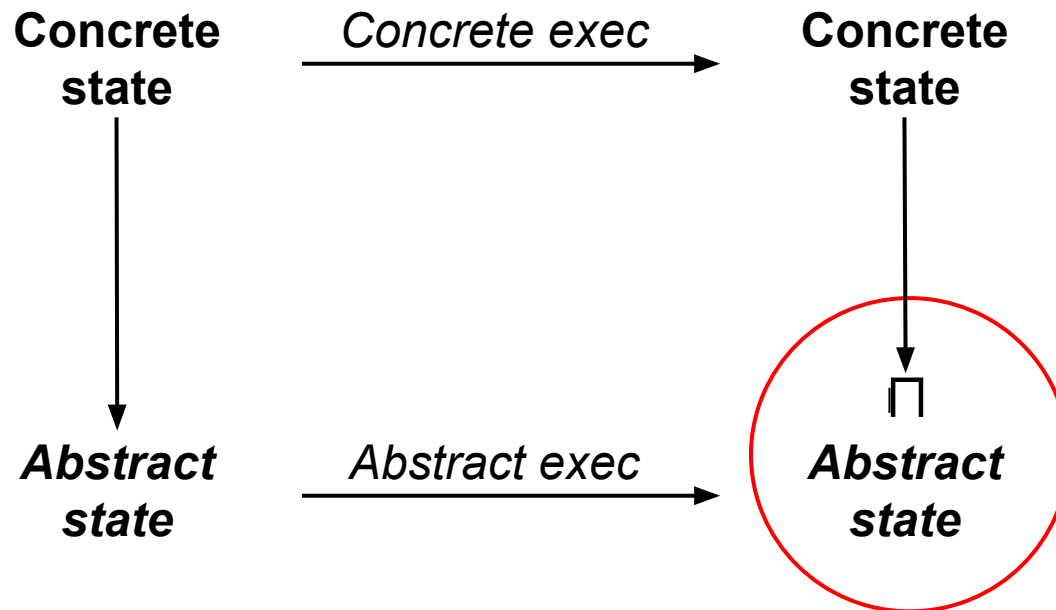 Concrete
state
Concrete exec
Concrete
state
⊓
Abstract
state
Abstract exec
Abstract
state